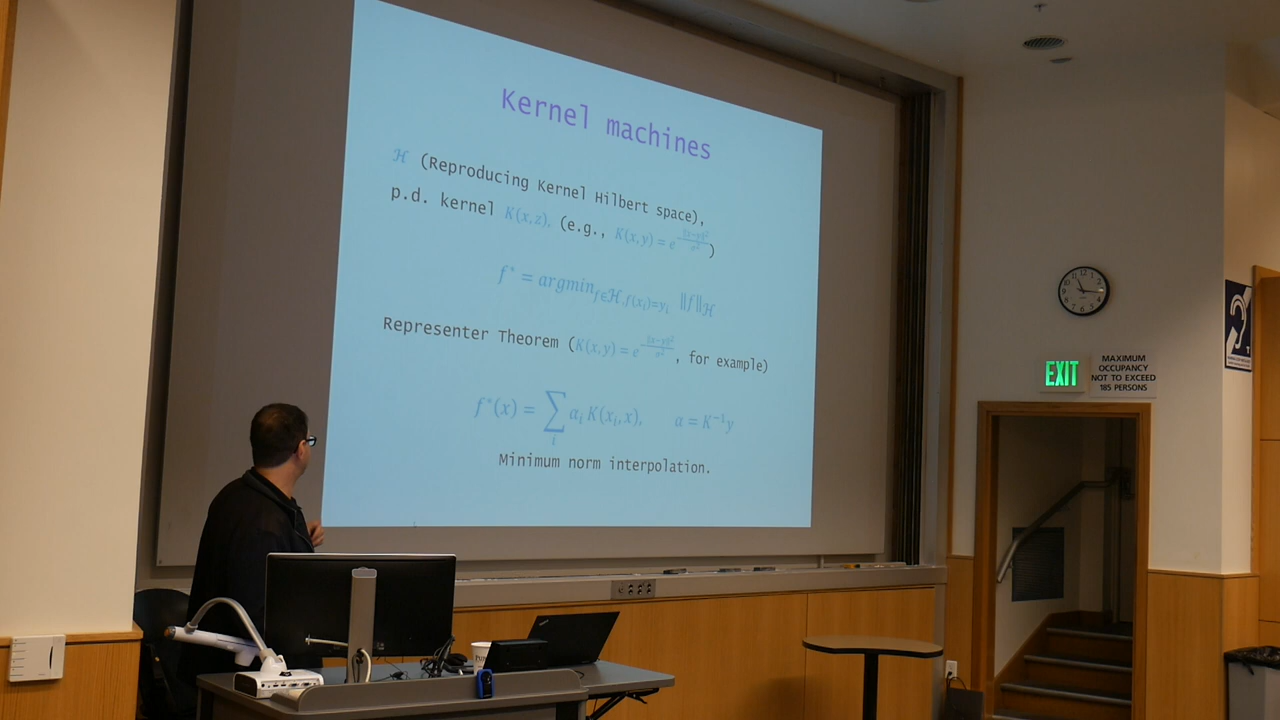 Kernel machines
ℋ (Reproducing Kernel Hilbert space),
p.d. kernel K(x,z), (e.g., K(x,y) = e^{-‖x-y‖²/σ²})
f* = argmin_{f∈ℋ,f(x_i)=y_i} ‖f‖_ℋ
Representer Theorem (K(x,y) = e^{-‖x-y‖²/σ²}, for example)
f*(x) = ∑_i α_i K(x_i,x),   α = K⁻¹y
Minimum norm interpolation.
EXIT
MAXIMUM
OCCUPANCY
NOT TO EXCEED
185 PERSONS